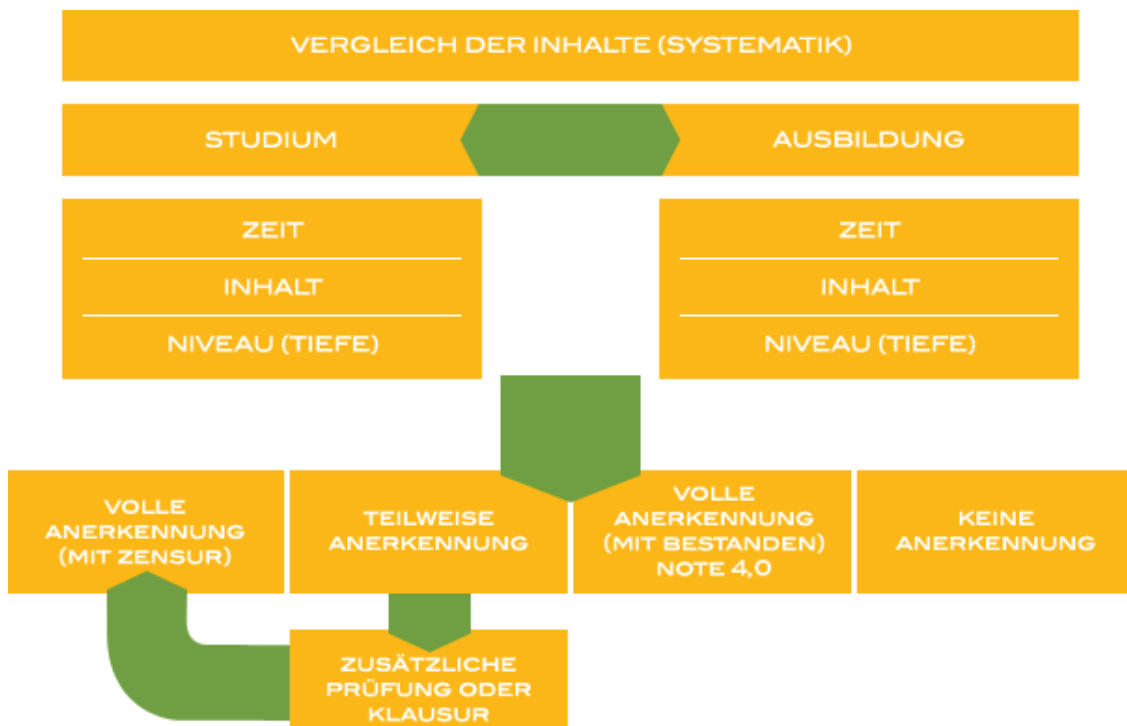 VERGLEICH DER INHALTE (SYSTEMATIK)
STUDIUM
AUSBILDUNG
ZEIT
INHALT
NIVEAU (TIEFE)
ZEIT
INHALT
NIVEAU (TIEFE)
VOLLE
ANERKENNUNG
(MIT ZENSUR)
TEILWEISE
ANERKENNUNG
VOLLE
ANERKENNUNG
(MIT BESTANDEN)
NOTE 4,0
KEINE
ANERKENNUNG
ZUSÄTZLICHE
PRÜFUNG ODER
KLAUSUR